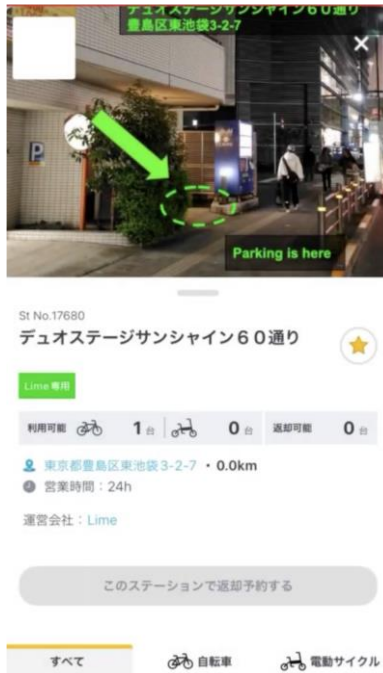 デュオステージサンシャイン60通り
豊島区東池袋3-2-7
P
Parking is here
St No.17680
デュオステージサンシャイン60通り
Lime専用
利用可能 1台 0台 返却可能 0台
東京都豊島区東池袋3-2-7 ・0.0km
営業時間：24h
運営会社：Lime
このステーションで返却予約する
すべて 自転車 電動サイクル